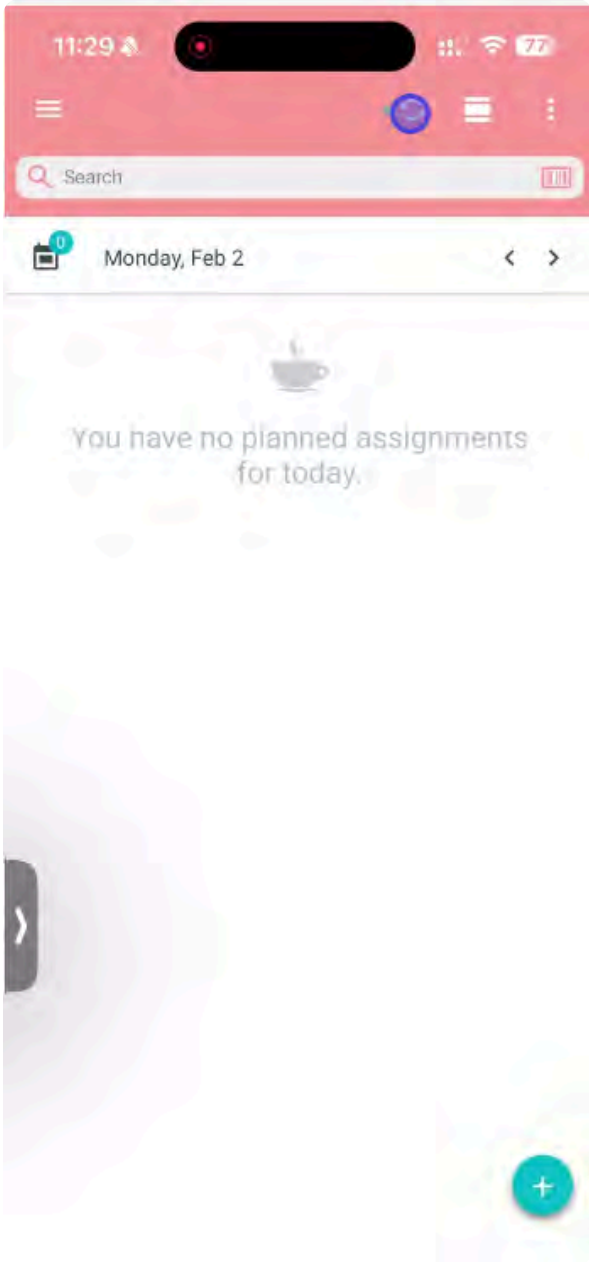 11:29
77
Search
0
Monday, Feb 2
You have no planned assignments
for today.